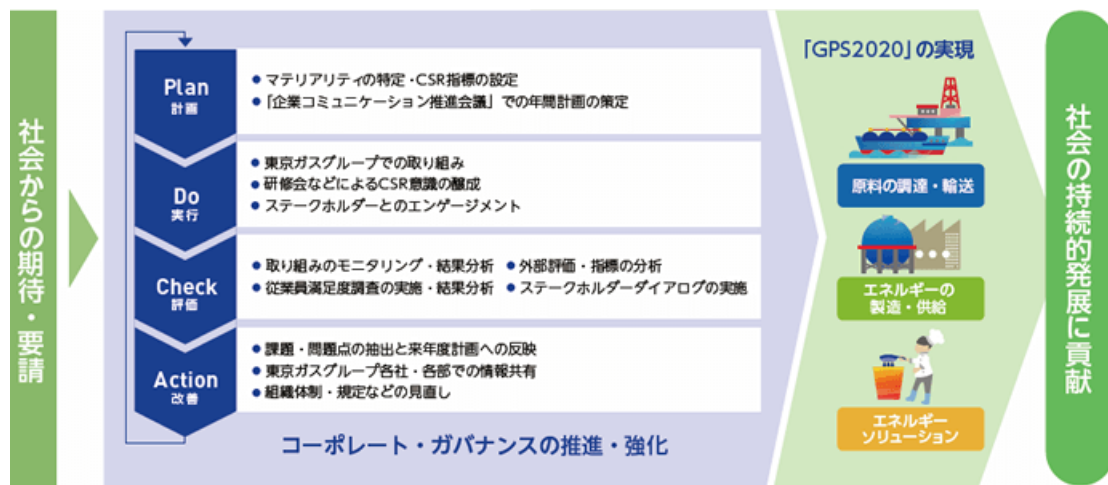 社会からの期待・要請
Plan
計画
● マテリアリティの特定・CSR指標の設定
● 「企業コミュニケーション推進会議」での年間計画の策定
Do
実行
● 東京ガスグループでの取り組み
● 研修会などによるCSR意識の醸成
● ステークホルダーとのエンゲージメント
Check
評価
● 取り組みのモニタリング・結果分析 ● 外部評価・指標の分析
● 従業員満足度調査の実施・結果分析 ● ステークホルダーダイアログの実施
Action
改善
● 課題・問題点の抽出と来年度計画への反映
● 東京ガスグループ各社・各部での情報共有
● 組織体制・規定などの見直し
コーポレート・ガバナンスの推進・強化
「GPS2020」の実現
原料の調達・輸送
エネルギーの
製造・供給
エネルギー
ソリューション
社会の持続的発展に貢献